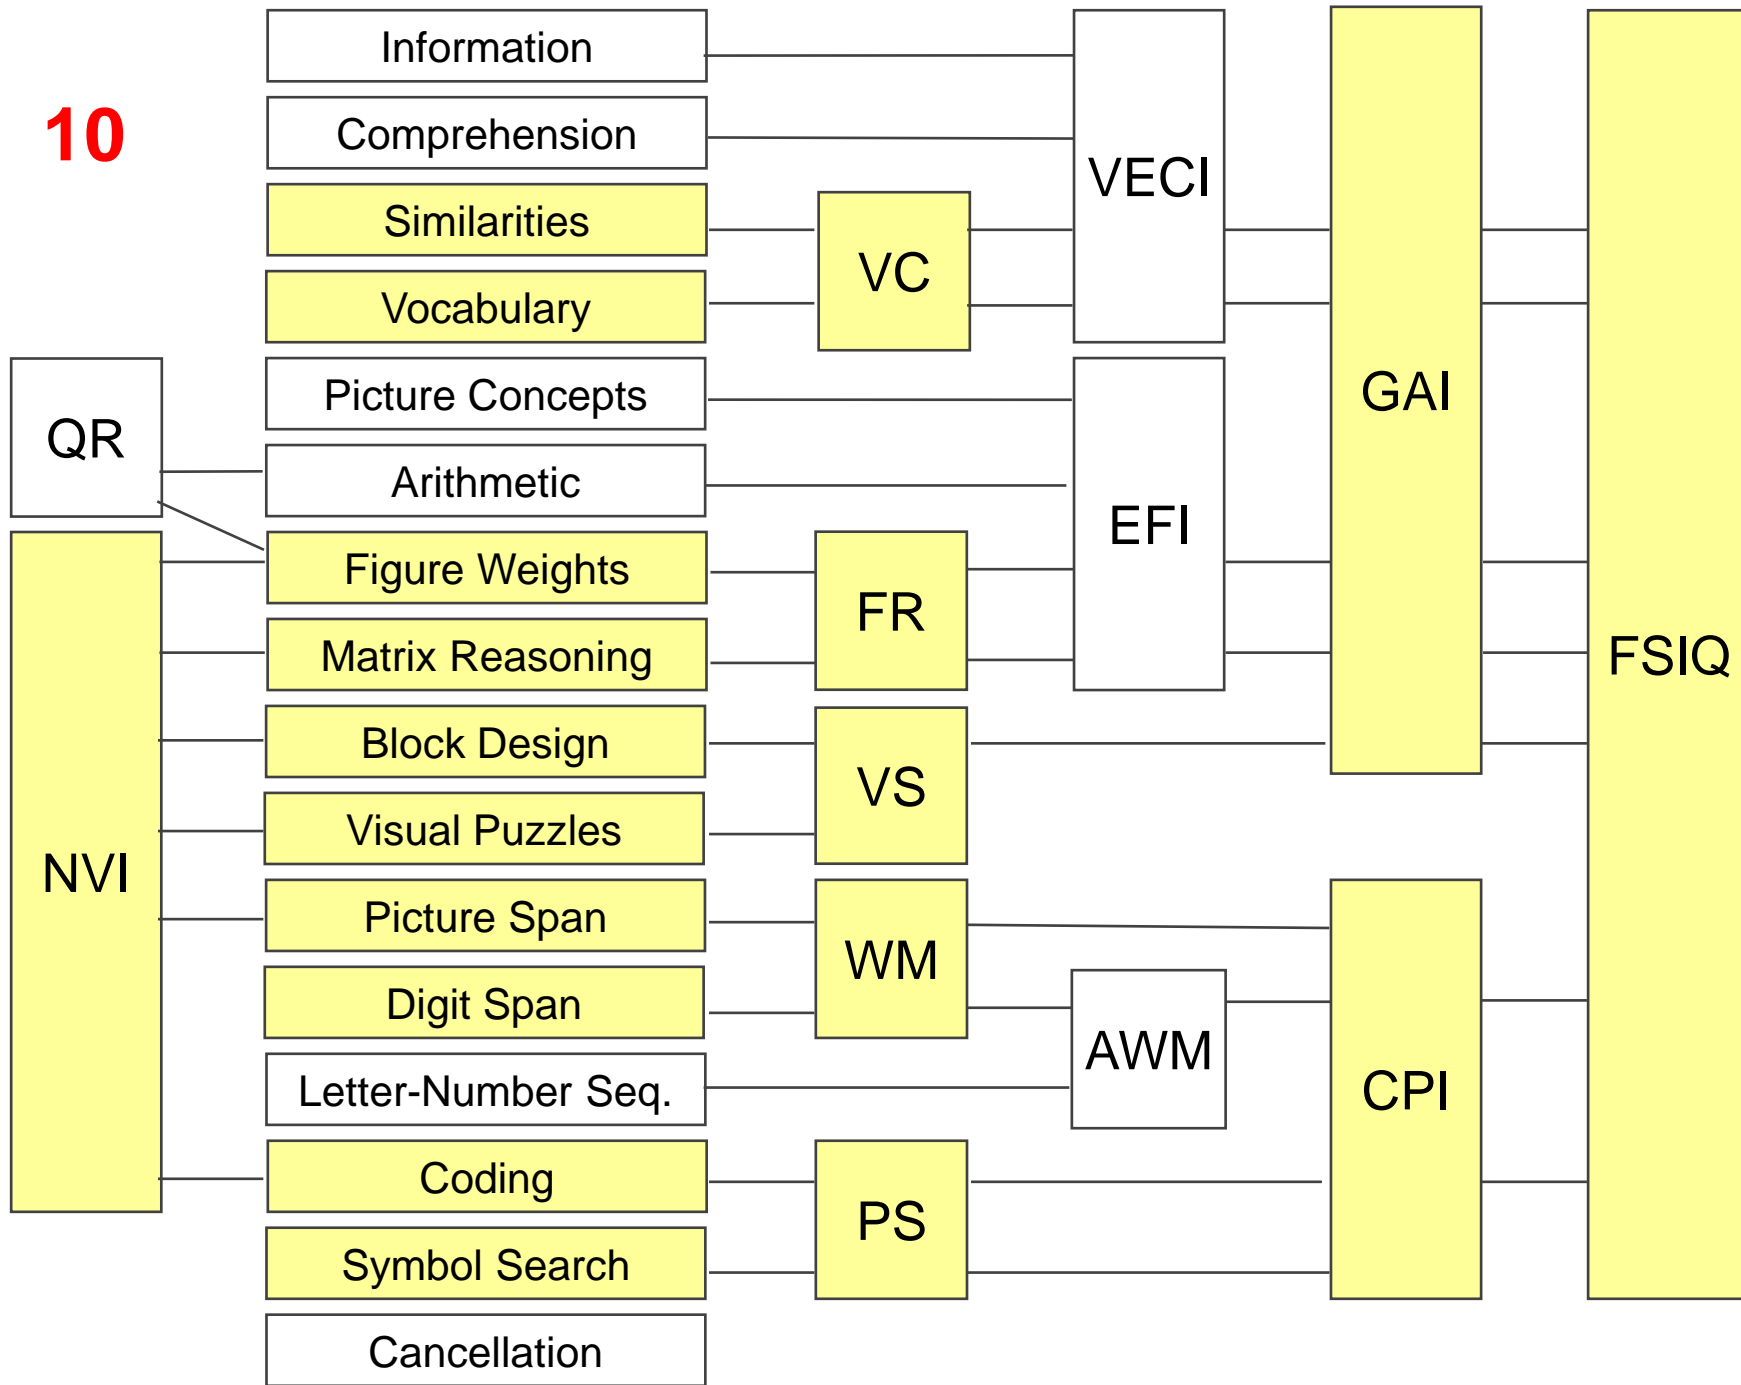 10
Information
Comprehension
Similarities
Vocabulary
Picture Concepts
Arithmetic
Figure Weights
Matrix Reasoning
Block Design
Visual Puzzles
Picture Span
Digit Span
Letter-Number Seq.
Coding
Symbol Search
Cancellation
QR
NVI
VC
FR
VS
WM
PS
VECI
EFI
AWM
GAI
CPI
FSIQ